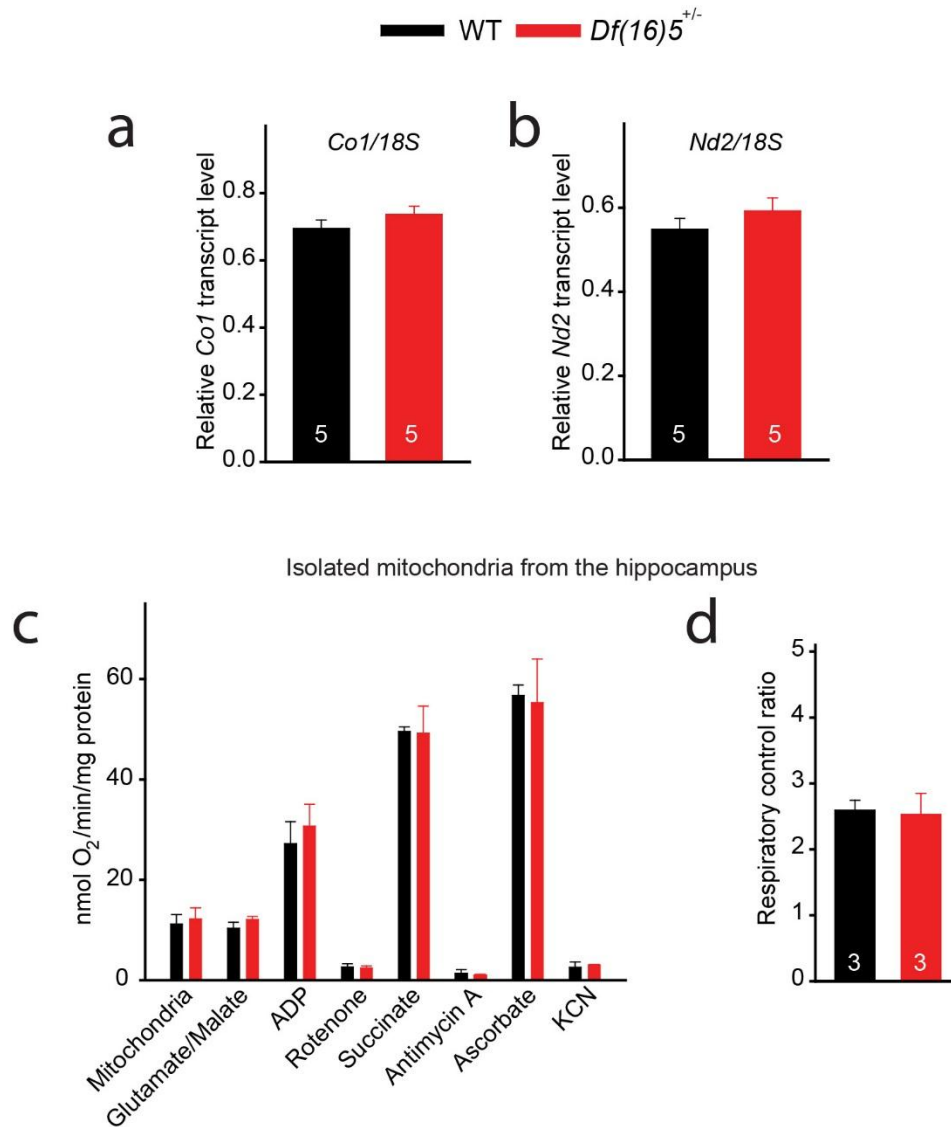 WT Df(16)5+/-
a
Co1/18S
Relative Co1 transcript level
0.8
0.6
0.4
0.2
0.0
5 5
b
Nd2/18S
Relative Nd2 transcript level
0.6
0.4
0.2
0.0
5 5
Isolated mitochondria from the hippocampus
c
nmol O2/min/mg protein
60
40
20
0
Mitochondria
Glutamate/Malate
ADP
Rotenone
Succinate
Antimycin A
Ascorbate
KCN
d
Respiratory control ratio
5
4
3
2
1
0
3 3